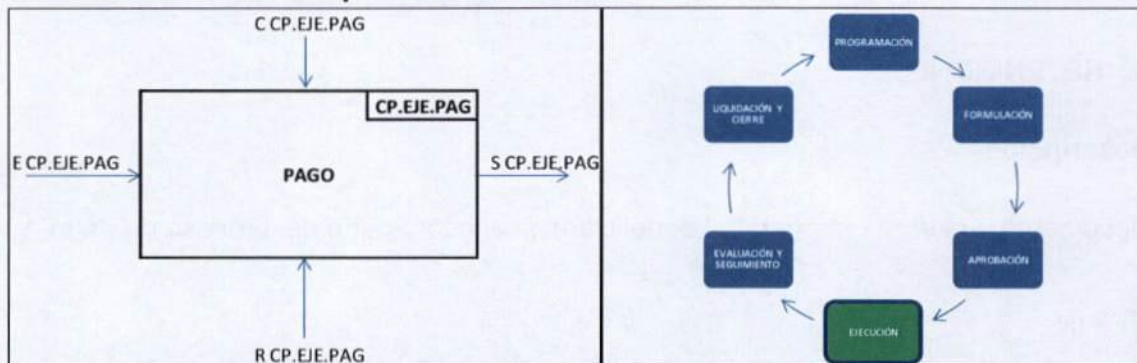 C CP.EJE.PAG
CP.EJE.PAG
E CP.EJE.PAG
PAGO
S CP.EJE.PAG
R CP.EJE.PAG
PROGRAMACIÓN
LIQUIDACIÓN Y
CIERRE
FORMULACIÓN
EVALUACIÓN Y
SEGUIMIENTO
APROBACIÓN
EJECUCIÓN